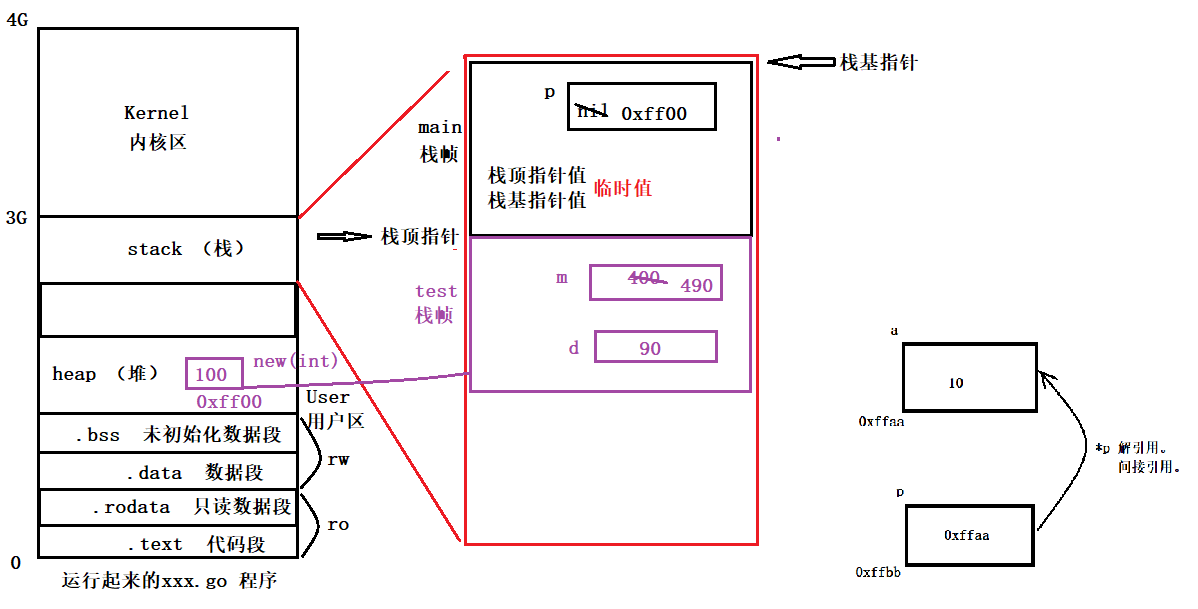 4G
Kernel
内核区
3G
stack （栈）
heap （堆）
100
new(int)
0xff00
User
用户区
.bss 未初始化数据段
.data 数据段
rw
.rodata 只读数据段
.text 代码段
ro
0
运行起来的xxx.go 程序
栈基指针
p
nil 0xff00
main
栈帧
栈顶指针值
栈基指针值
临时值
栈顶指针
test
栈帧
m
400 490
d
90
a
10
0xffaa
*p 解引用。
间接引用。
p
0xffaa
0xffbb